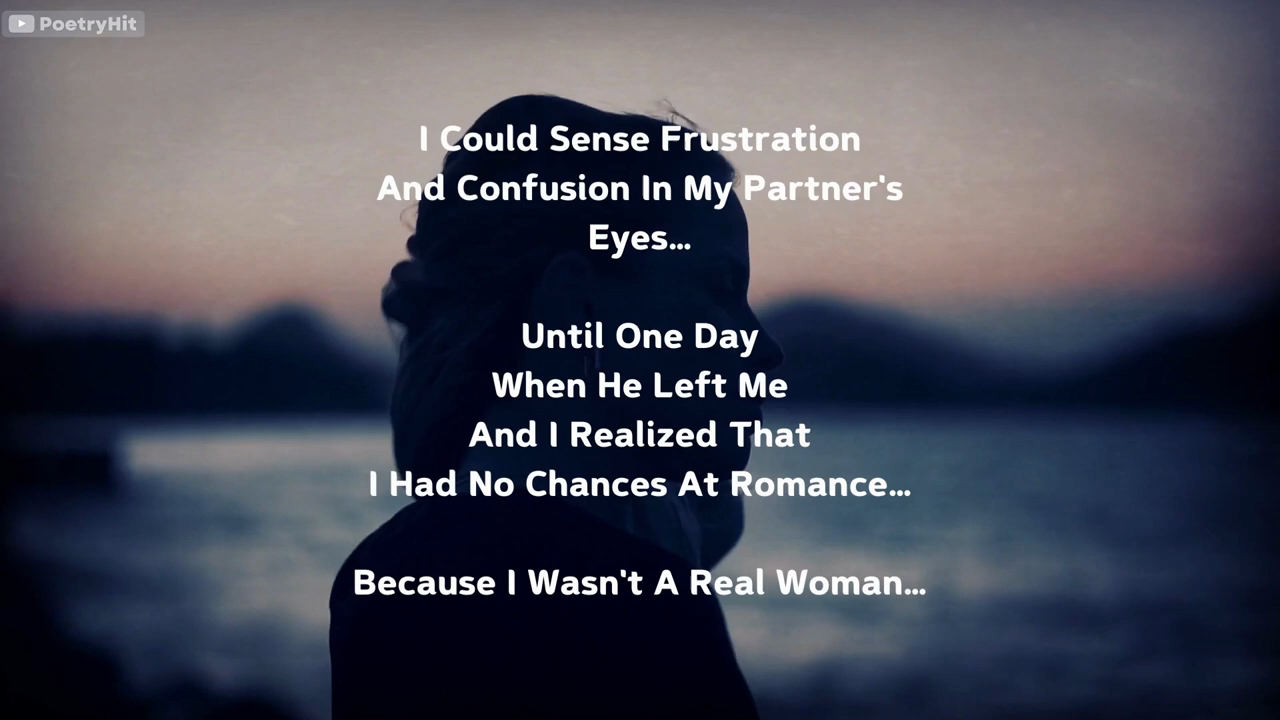 PoetryHit
I Could Sense Frustration
And Confusion In My Partner's
Eyes...
Until One Day
When He Left Me
And I Realized That
I Had No Chances At Romance...
Because I Wasn't A Real Woman...